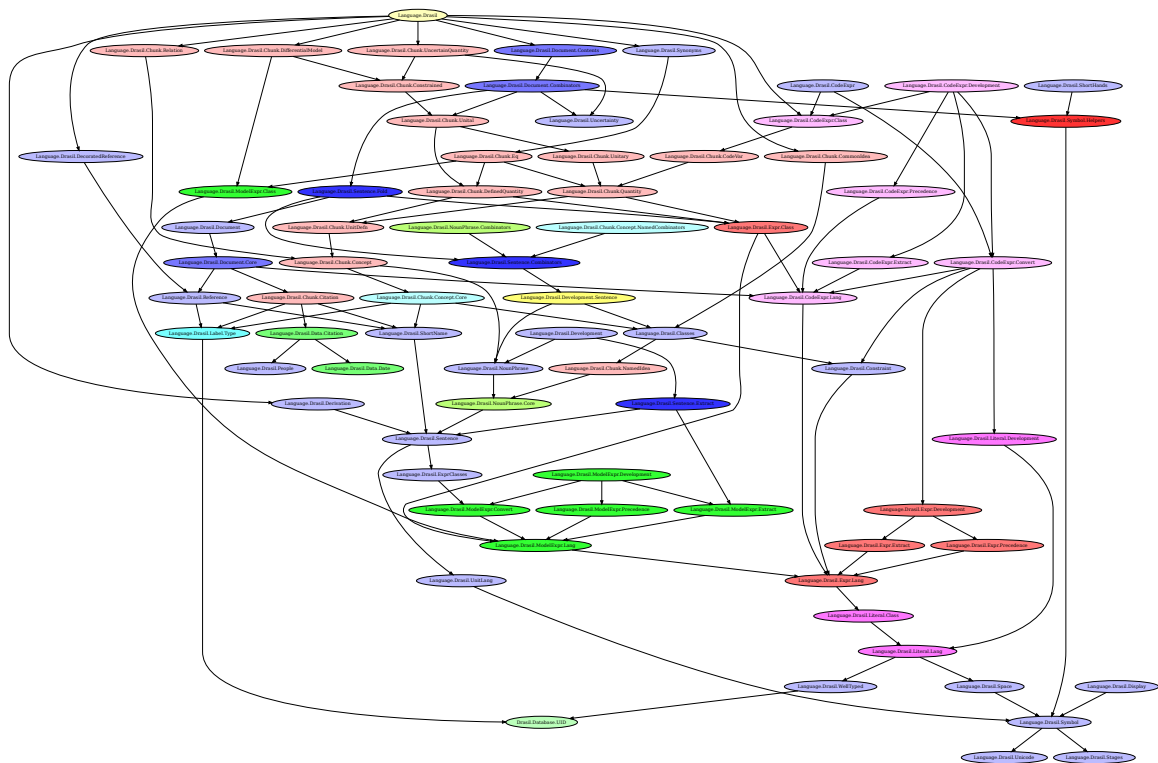 Language.Drasil
Language.Drasil.Chunk.Relation
Language.Drasil.Chunk.DifferentialModel
Language.Drasil.Chunk.UncertainQuantity
Language.Drasil.Document.Contents
Language.Drasil.Synonyms
Language.Drasil.Chunk.Constrained
Language.Drasil.Document.Combinators
Language.Drasil.CodeExpr
Language.Drasil.CodeExpr.Development
Language.Drasil.ShortHands
Language.Drasil.Chunk.Unital
Language.Drasil.Uncertainty
Language.Drasil.CodeExpr.Class
Language.Drasil.Symbol.Helpers
Language.Drasil.DecoratedReference
Language.Drasil.Chunk.Eq
Language.Drasil.Chunk.Unitary
Language.Drasil.Chunk.CodeVar
Language.Drasil.Chunk.CommonIdea
Language.Drasil.ModelExpr.Class
Language.Drasil.Sentence.Fold
Language.Drasil.Chunk.DefinedQuantity
Language.Drasil.Chunk.Quantity
Language.Drasil.CodeExpr.Precedence
Language.Drasil.Document
Language.Drasil.Chunk.UnitDefn
Language.Drasil.NounPhrase.Combinators
Language.Drasil.Chunk.Concept.NamedCombinators
Language.Drasil.Expr.Class
Language.Drasil.Document.Core
Language.Drasil.Chunk.Concept
Language.Drasil.Sentence.Combinators
Language.Drasil.CodeExpr.Extract
Language.Drasil.CodeExpr.Convert
Language.Drasil.Reference
Language.Drasil.Chunk.Citation
Language.Drasil.Chunk.Concept.Core
Language.Drasil.Development.Sentence
Language.Drasil.CodeExpr.Lang
Language.Drasil.Label.Type
Language.Drasil.Data.Citation
Language.Drasil.ShortName
Language.Drasil.Development
Language.Drasil.Classes
Language.Drasil.People
Language.Drasil.Data.Date
Language.Drasil.NounPhrase
Language.Drasil.Chunk.NamedIdea
Language.Drasil.Constraint
Language.Drasil.Derivation
Language.Drasil.NounPhrase.Core
Language.Drasil.Sentence.Extract
Language.Drasil.Sentence
Language.Drasil.Literal.Development
Language.Drasil.ExprClasses
Language.Drasil.ModelExpr.Development
Language.Drasil.ModelExpr.Convert
Language.Drasil.ModelExpr.Precedence
Language.Drasil.ModelExpr.Extract
Language.Drasil.Expr.Development
Language.Drasil.ModelExpr.Lang
Language.Drasil.Expr.Extract
Language.Drasil.Expr.Precedence
Language.Drasil.UnitLang
Language.Drasil.Expr.Lang
Language.Drasil.Literal.Class
Language.Drasil.Literal.Lang
Language.Drasil.WellTyped
Language.Drasil.Space
Language.Drasil.Display
Drasil.Database.UID
Language.Drasil.Symbol
Language.Drasil.Unicode
Language.Drasil.Stages